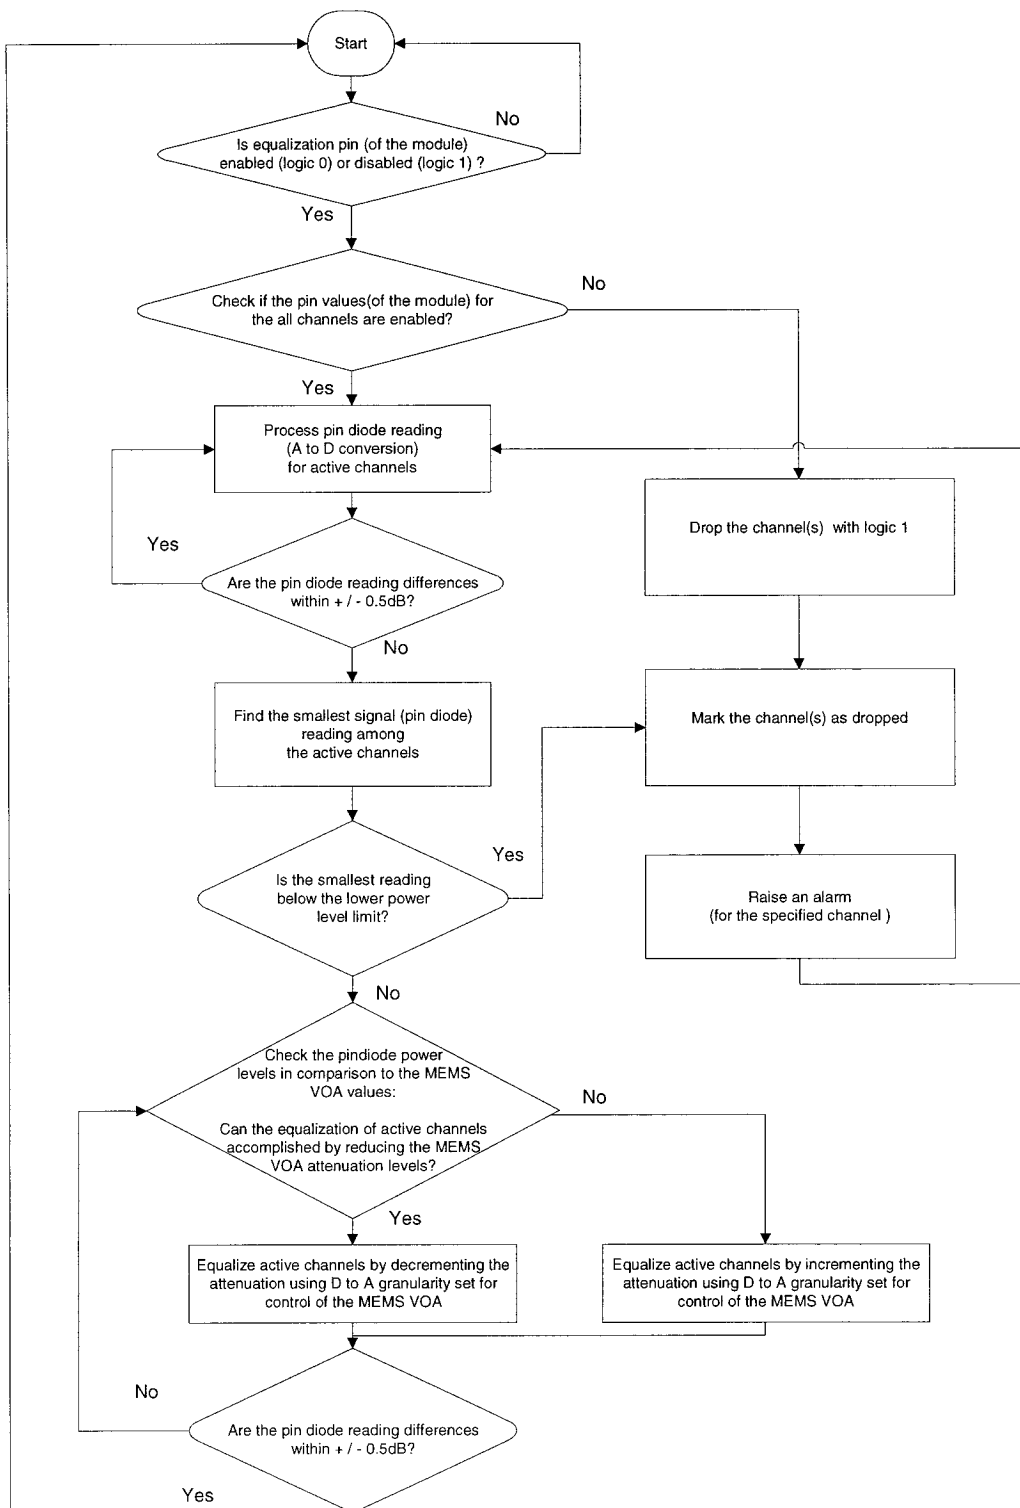 Start
No
Is equalization pin (of the module)
enabled (logic 0) or disabled (logic 1) ?
Yes
No
Check if the pin values(of the module) for
the all channels are enabled?
Yes
Process pin diode reading
(A to D conversion)
for active channels
Drop the channel(s) with logic 1
Yes
Are the pin diode reading differences
within + / - 0.5dB?
No
Find the smallest signal (pin diode)
reading among
the active channels
Mark the channel(s) as dropped
Yes
Is the smallest reading
below the lower power
level limit?
Raise an alarm
(for the specified channel )
No
Check the pindiode power
levels in comparison to the MEMS
VOA values:
No
Can the equalization of active channels
accomplished by reducing the MEMS
VOA attenuation levels?
Yes
Equalize active channels by decrementing the
attenuation using D to A granularity set for
control of the MEMS VOA
Equalize active channels by incrementing the
attenuation using D to A granularity set for
control of the MEMS VOA
No
Are the pin diode reading differences
within + / - 0.5dB?
Yes